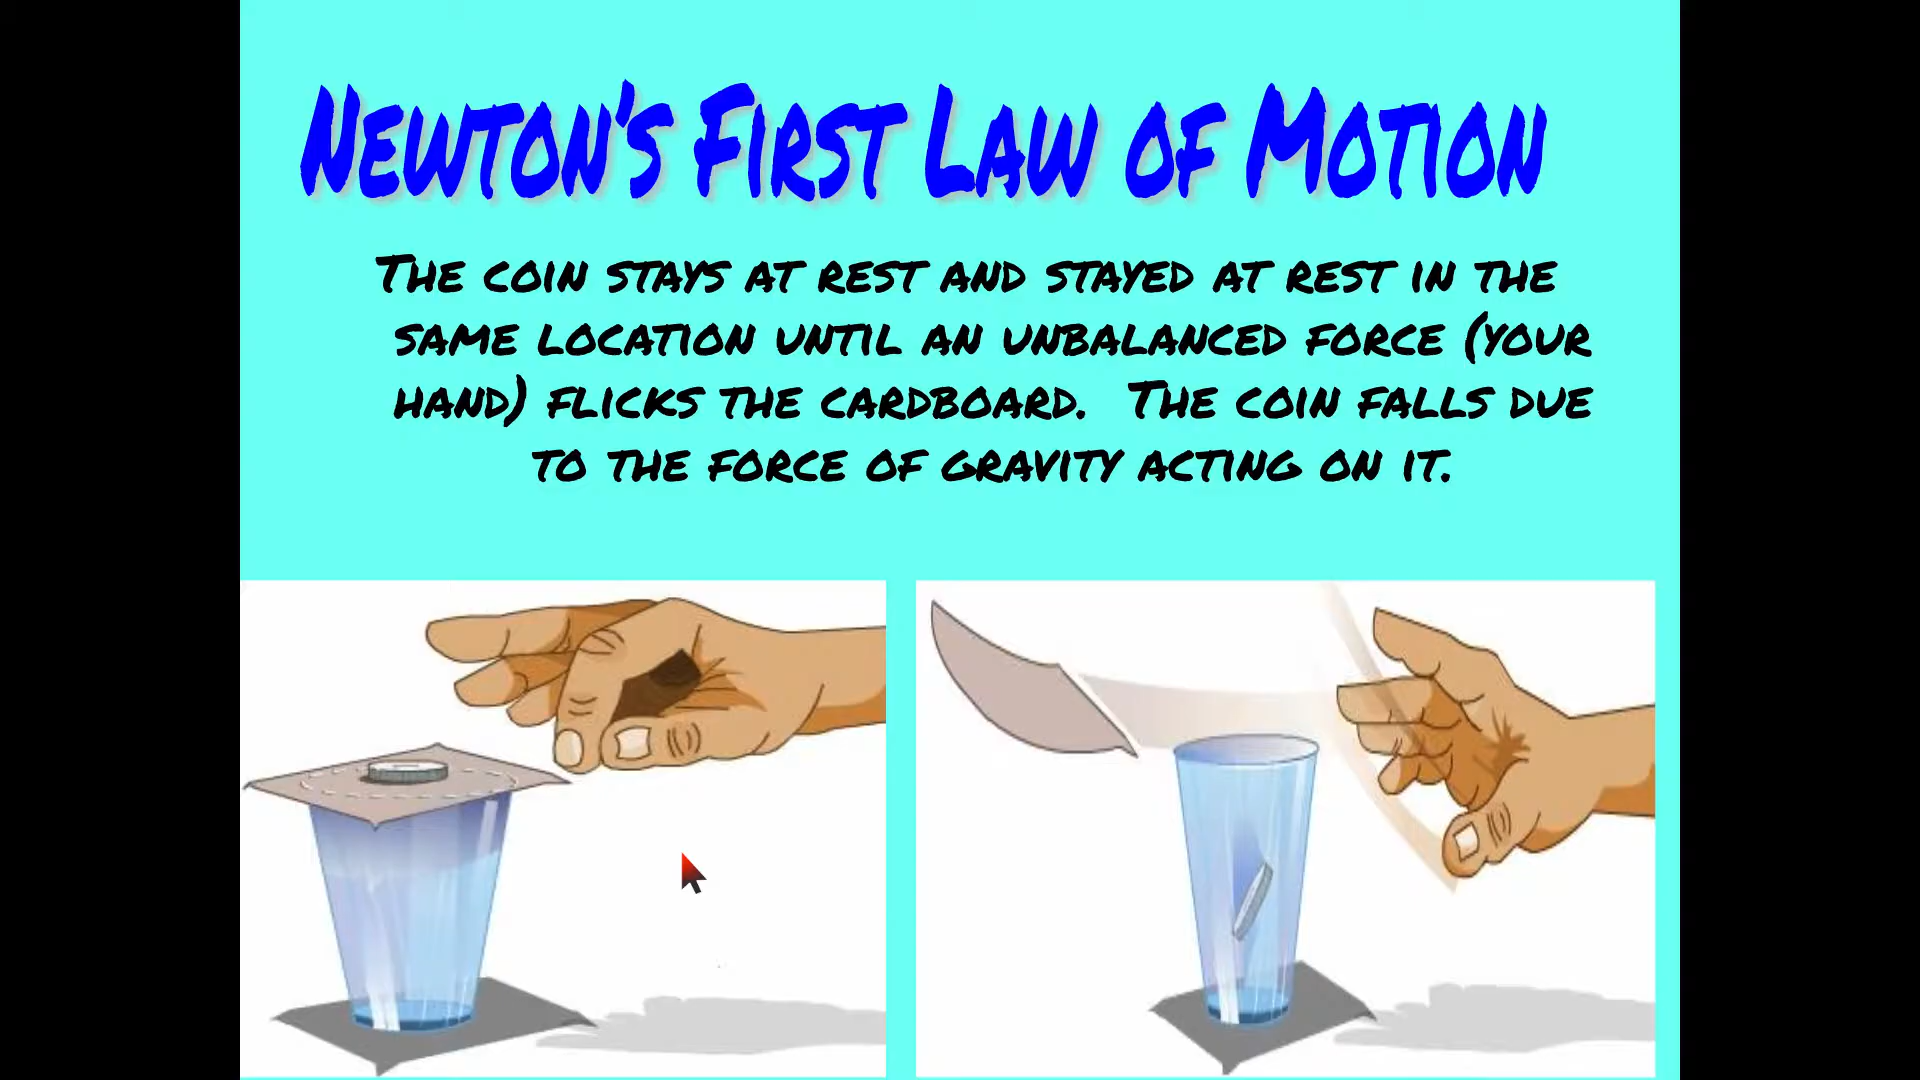 Newton's First Law of Motion
The coin stays at rest and stayed at rest in the
same location until an unbalanced force (your
hand) flicks the cardboard. The coin falls due
to the force of gravity acting on it.